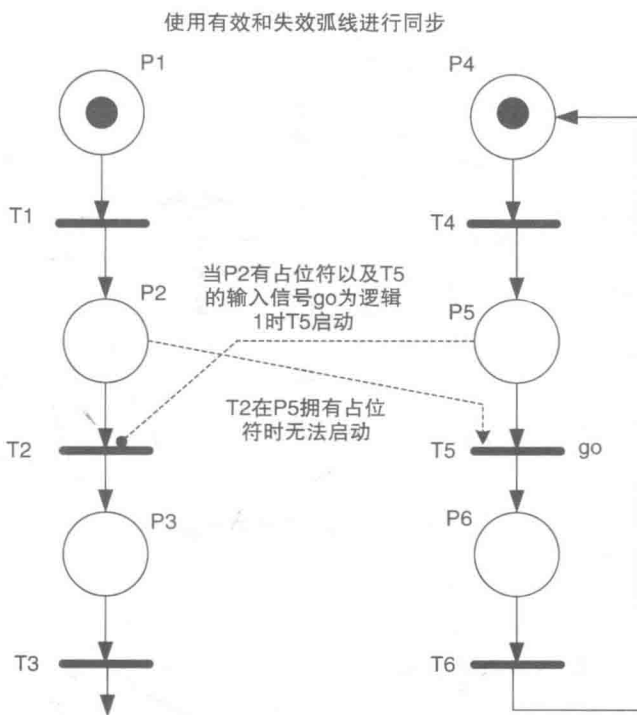 使用有效和失效弧线进行同步
P1
P4
T1
T4
当P2有占位符以及T5
的输入信号go为逻辑
1时T5启动
P2
P5
T2在P5拥有占位
符时无法启动
T2
T5
go
P3
P6
T3
T6